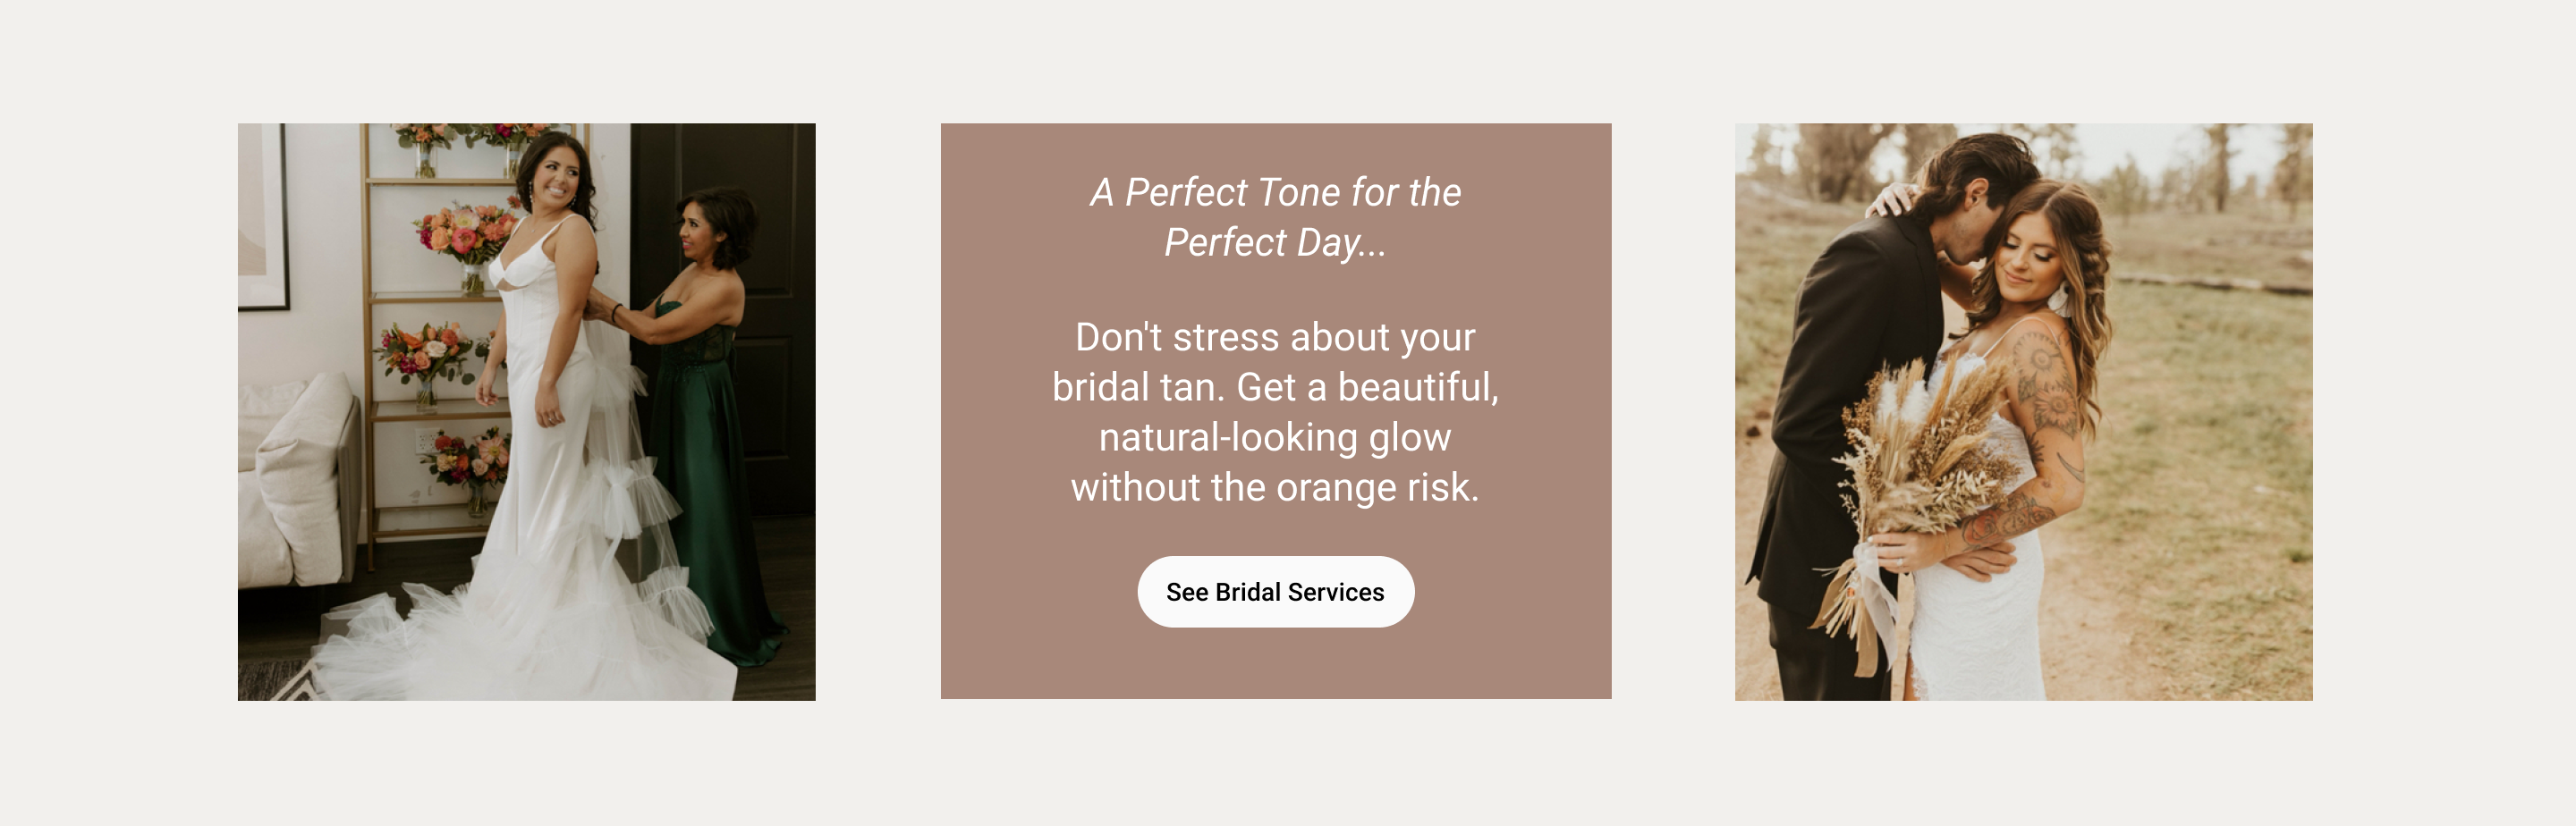 A Perfect Tone for the
Perfect Day...
Don't stress about your
bridal tan. Get a beautiful,
natural-looking glow
without the orange risk.
See Bridal Services